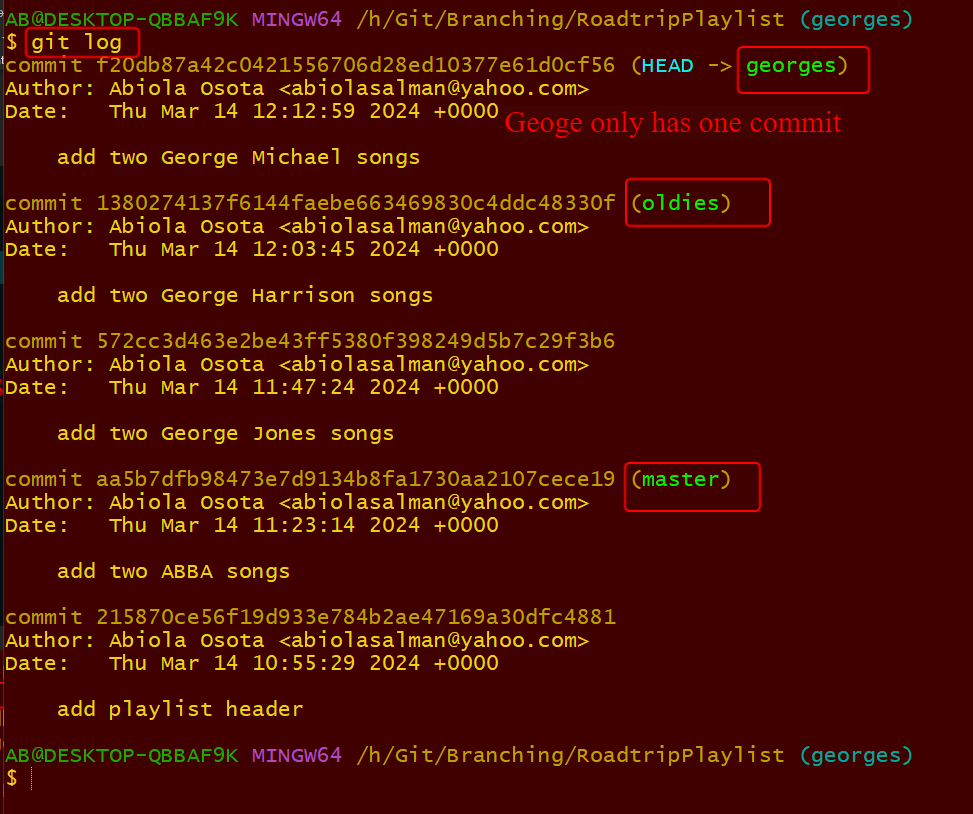 AB@DESKTOP-QBBAF9K MINGW64 /h/Git/Branching/RoadtripPlaylist (georges)
$ git log
commit f20db87a42c0421556706d28ed10377e61d0cf56 (HEAD -> georges)
Author: Abiola Osota <abiolasalman@yahoo.com>
Date:   Thu Mar 14 12:12:59 2024 +0000
Geoge only has one commit
    add two George Michael songs
commit 1380274137f6144faebe663469830c4ddc48330f (oldies)
Author: Abiola Osota <abiolasalman@yahoo.com>
Date:   Thu Mar 14 12:03:45 2024 +0000
    add two George Harrison songs
commit 572cc3d463e2be43ff5380f398249d5b7c29f3b6
Author: Abiola Osota <abiolasalman@yahoo.com>
Date:   Thu Mar 14 11:47:24 2024 +0000
    add two George Jones songs
commit aa5b7dfb98473e7d9134b8fa1730aa2107cece19 (master)
Author: Abiola Osota <abiolasalman@yahoo.com>
Date:   Thu Mar 14 11:23:14 2024 +0000
    add two ABBA songs
commit 215870ce56f19d933e784b2ae47169a30dfc4881
Author: Abiola Osota <abiolasalman@yahoo.com>
Date:   Thu Mar 14 10:55:29 2024 +0000
    add playlist header
AB@DESKTOP-QBBAF9K MINGW64 /h/Git/Branching/RoadtripPlaylist (georges)
$